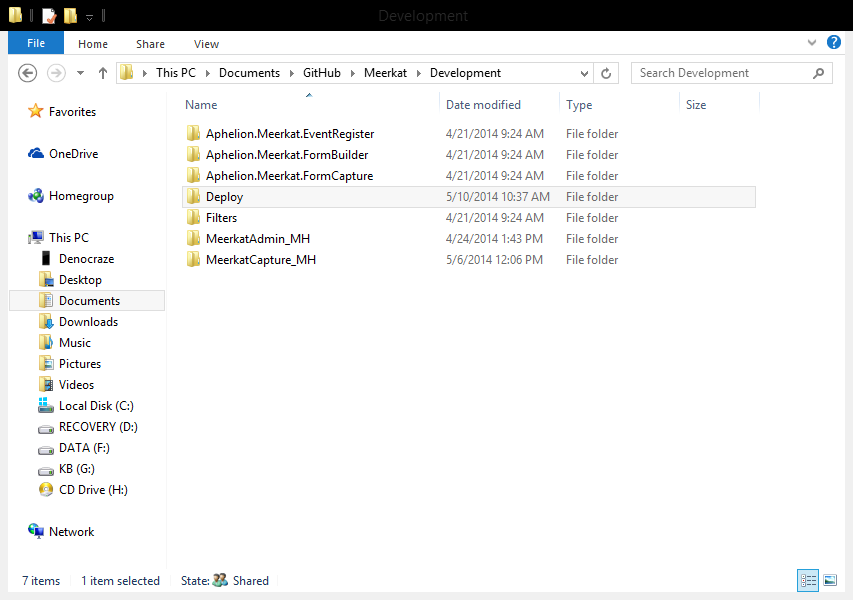 Development
File Home Share View
This PC Documents GitHub Meerkat Development Search Development
Name Date modified Type Size
Favorites
OneDrive
Homegroup
This PC
Denocraze
Desktop
Documents
Downloads
Music
Pictures
Videos
Local Disk (C:)
RECOVERY (D:)
DATA (F:)
KB (G:)
CD Drive (H:)
Network
Aphelion.Meerkat.EventRegister 4/21/2014 9:24 AM File folder
Aphelion.Meerkat.FormBuilder 4/21/2014 9:24 AM File folder
Aphelion.Meerkat.FormCapture 4/21/2014 9:24 AM File folder
Deploy 5/10/2014 10:37 AM File folder
Filters 4/21/2014 9:24 AM File folder
MeerkatAdmin_MH 4/24/2014 1:43 PM File folder
MeerkatCapture_MH 5/6/2014 12:06 PM File folder
7 items 1 item selected State: Shared